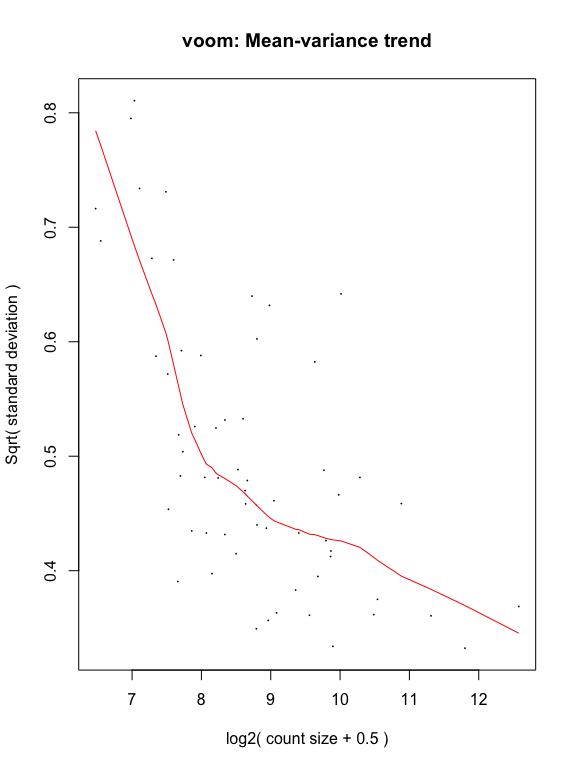 voom: Mean-variance trend
Sqrt( standard deviation )
0.8
0.7
0.6
0.5
0.4
7 8 9 10 11 12
log2( count size + 0.5 )